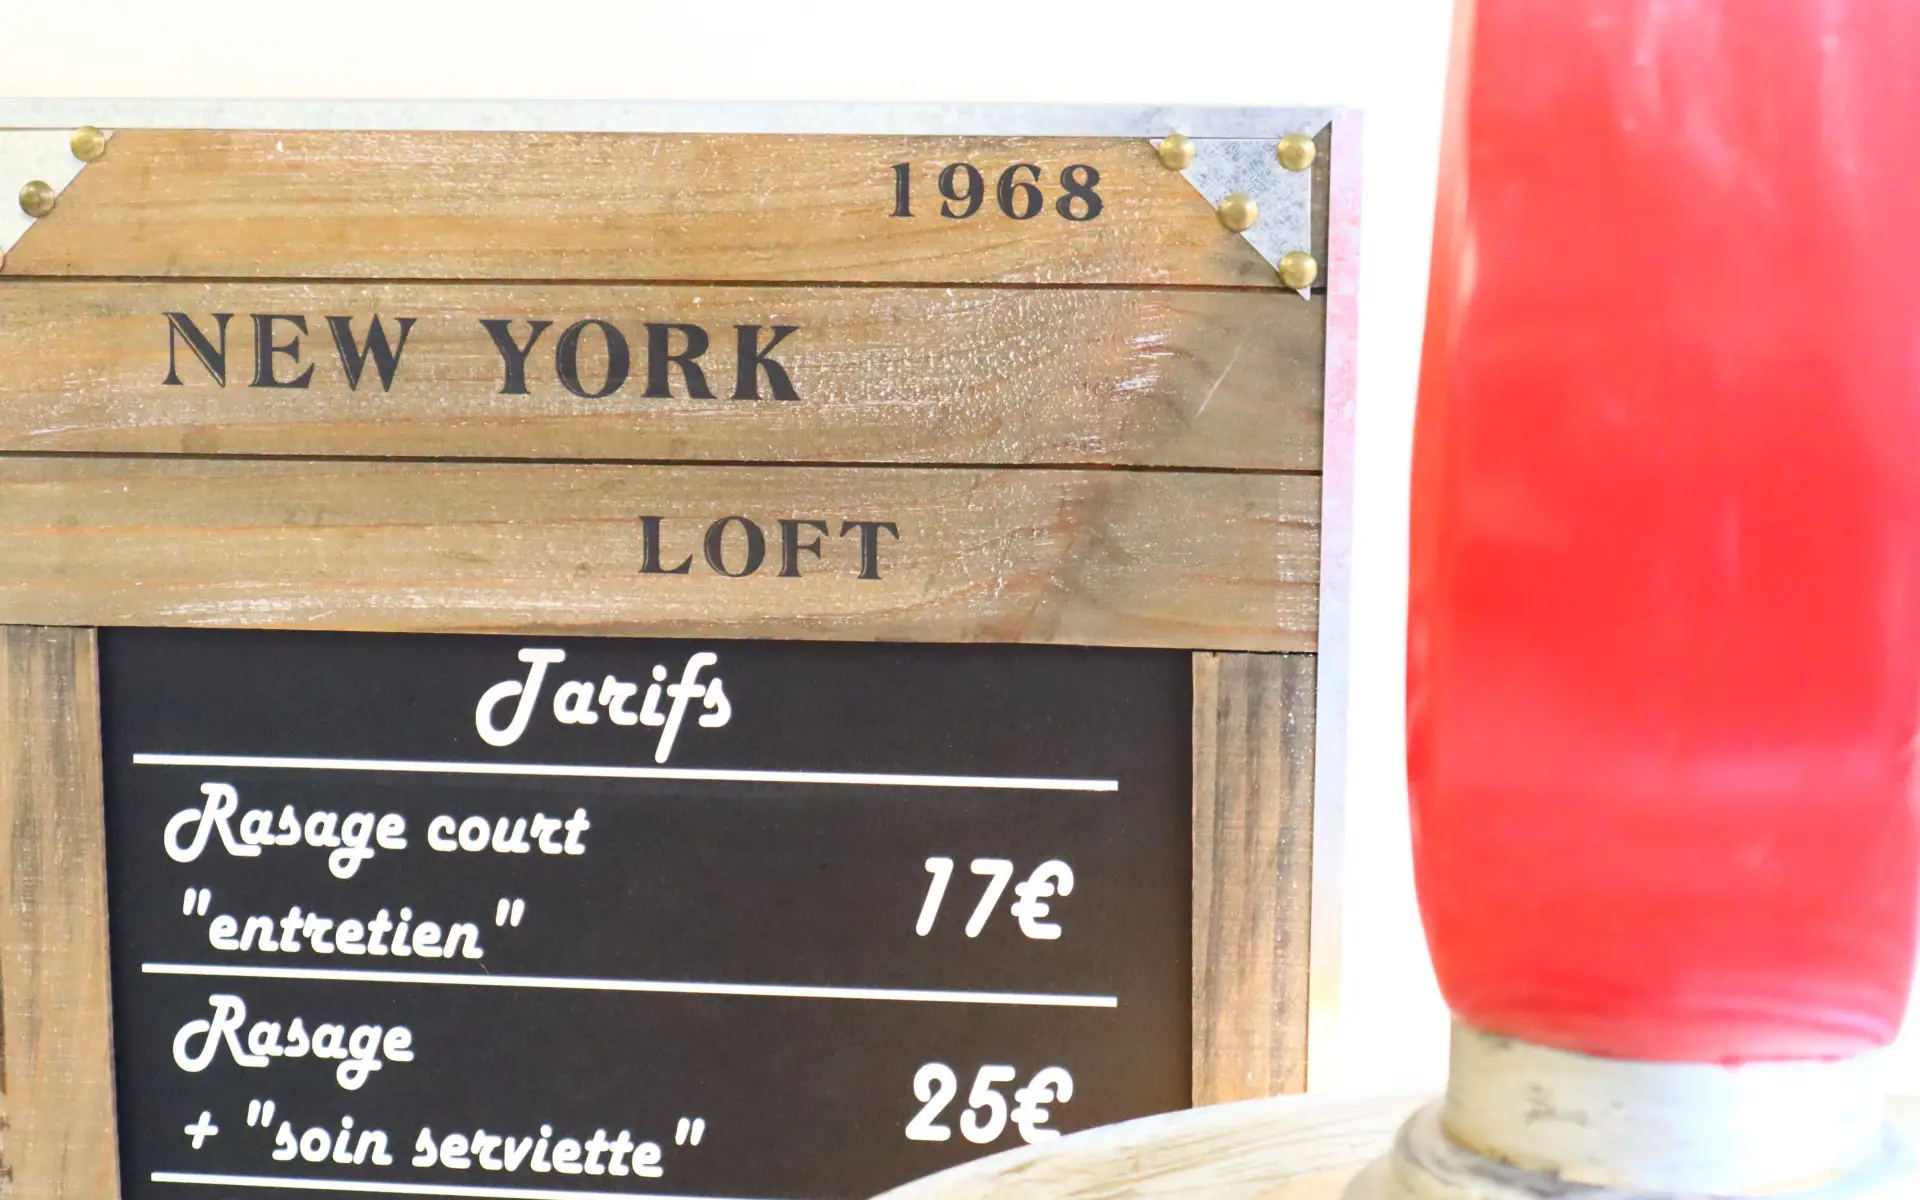 1968
NEW YORK
LOFT
Tarifs
Rasage court
"entretien" 17€
Rasage
+ "soin serviette" 25€